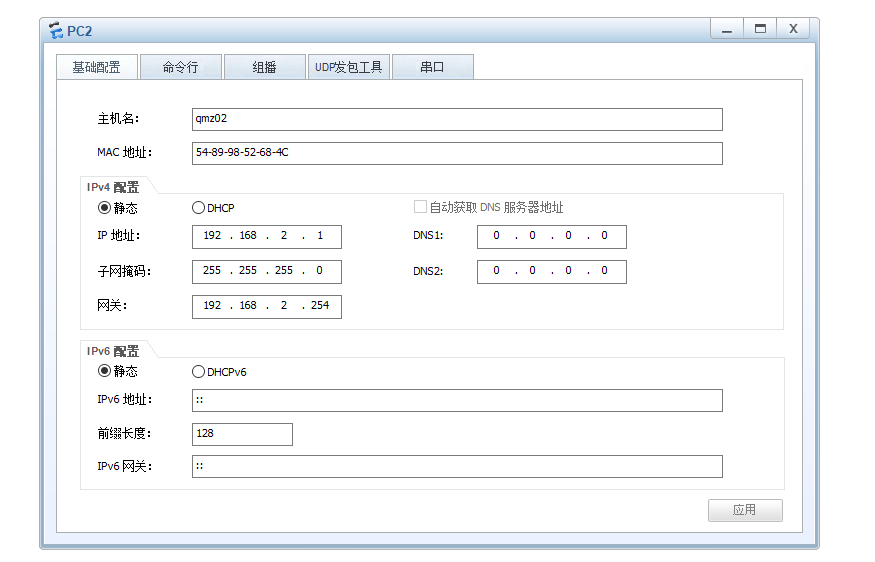 PC2
基础配置 命令行 组播 UDP发包工具 串口
主机名: qmz02
MAC 地址: 54-89-98-52-68-4C
IPv4 配置
静态 DHCP 自动获取 DNS 服务器地址
IP 地址: 192 . 168 . 2 . 1 DNS1: 0 . 0 . 0 . 0
子网掩码: 255 . 255 . 255 . 0 DNS2: 0 . 0 . 0 . 0
网关: 192 . 168 . 2 . 254
IPv6 配置
静态 DHCPv6
IPv6 地址: ::
前缀长度: 128
IPv6 网关: ::
应用